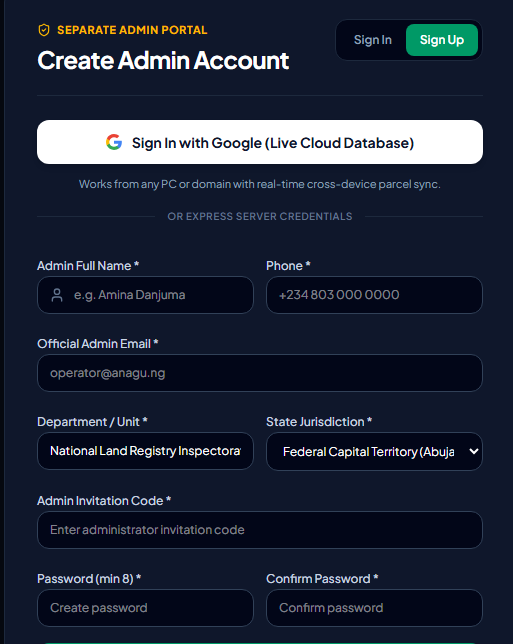 SEPARATE ADMIN PORTAL
Create Admin Account
Sign In
Sign Up
Sign In with Google (Live Cloud Database)
Works from any PC or domain with real-time cross-device parcel sync.
OR EXPRESS SERVER CREDENTIALS
Admin Full Name *
Phone *
e.g. Amina Danjuma
+234 803 000 0000
Official Admin Email *
operator@anagu.ng
Department / Unit *
State Jurisdiction *
National Land Registry Inspectora
Federal Capital Territory (Abuja
Admin Invitation Code *
Enter administrator invitation code
Password (min 8) *
Confirm Password *
Create password
Confirm password